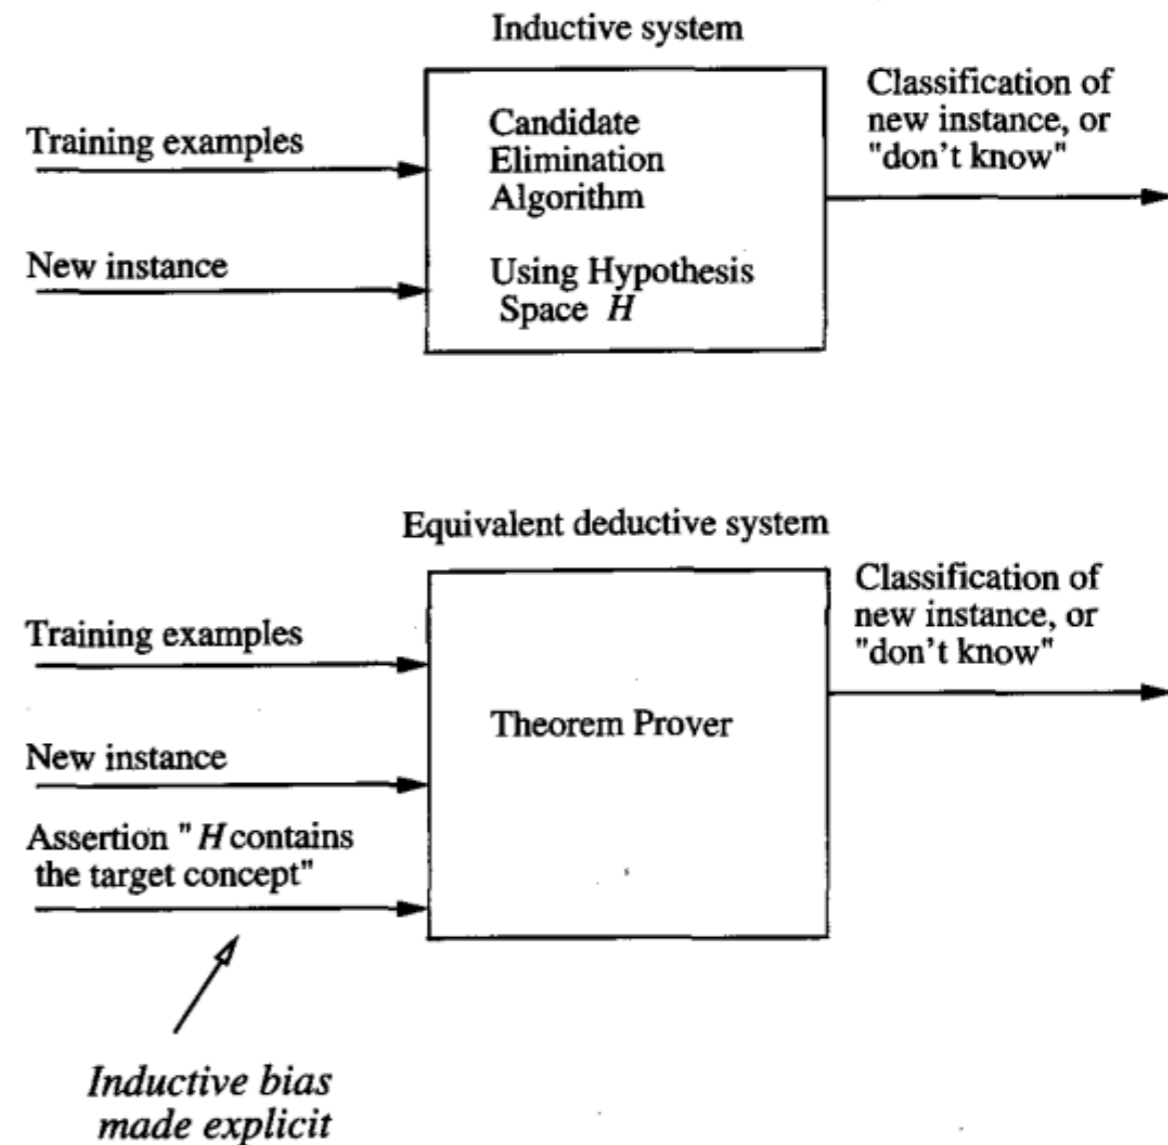 Inductive system
Training examples
New instance
Candidate
Elimination
Algorithm
Using Hypothesis
Space H
Classification of
new instance, or
"don't know"
Equivalent deductive system
Training examples
New instance
Assertion " H contains
the target concept"
Theorem Prover
Classification of
new instance, or
"don't know"
Inductive bias
made explicit